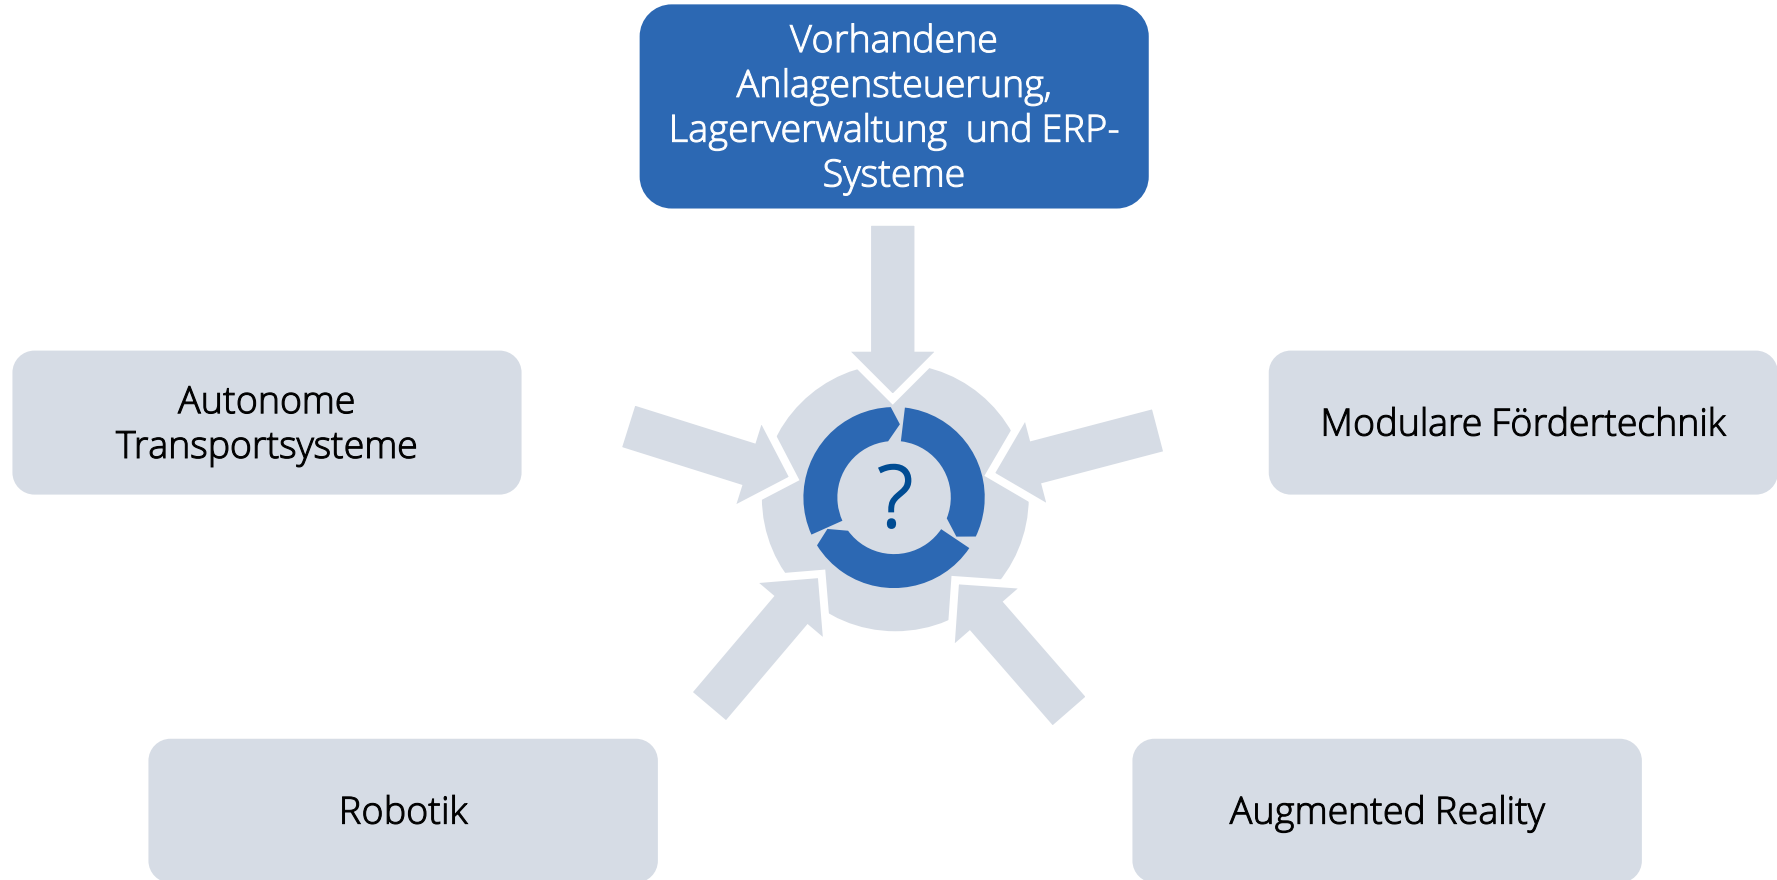 Vorhandene
Anlagensteuerung,
Lagerverwaltung  und ERP-
Systeme
Autonome
Transportsysteme
Modulare Fördertechnik
?
Robotik
Augmented Reality